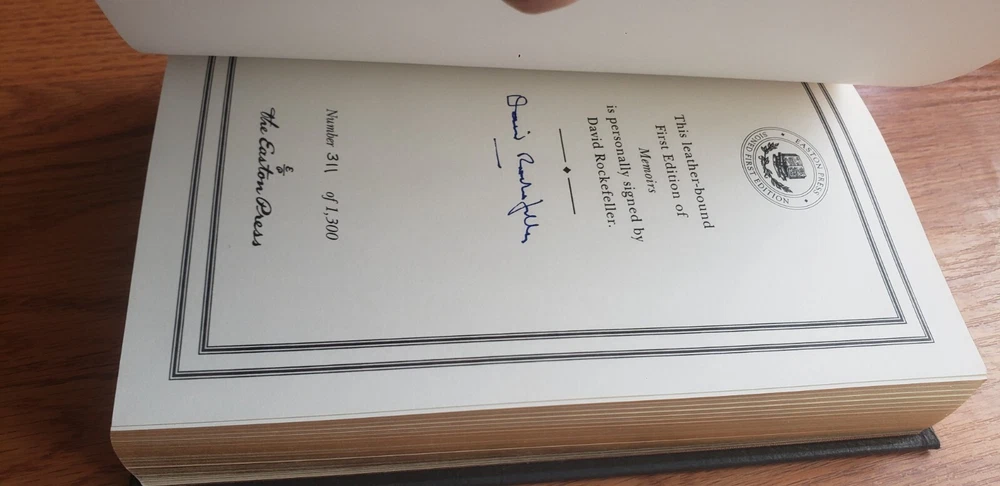 EASTON PRESS
SIGNED FIRST EDITION
This leather-bound
First Edition of
Memoirs
is personally signed by
David Rockefeller.
David Rockefeller
Number 311 of 1,300
E
P
The Easton Press